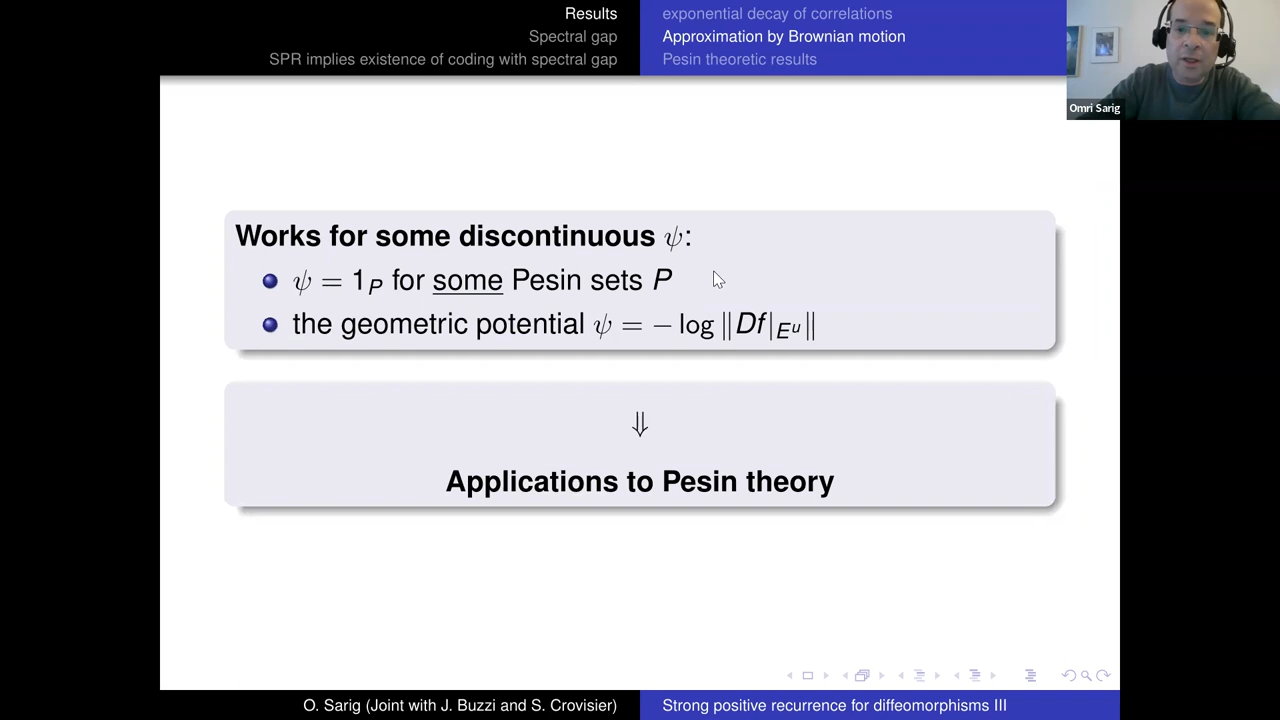 Results
Spectral gap
SPR implies existence of coding with spectral gap
exponential decay of correlations
Approximation by Brownian motion
Pesin theoretic results
Omri Sarig
Works for some discontinuous ψ:
ψ = 1_P for some Pesin sets P
the geometric potential ψ = − log ‖Df|_{E^u}‖
⇓
Applications to Pesin theory
O. Sarig (Joint with J. Buzzi and S. Crovisier)
Strong positive recurrence for diffeomorphisms III